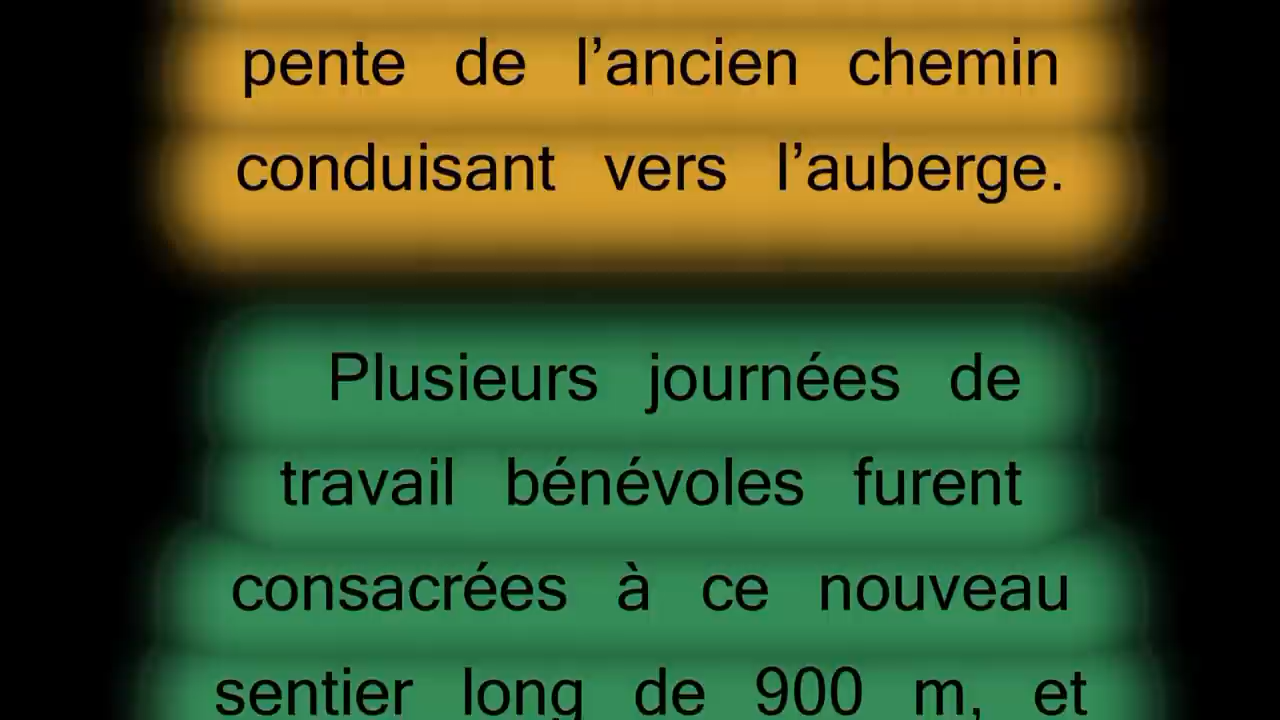 pente de l’ancien chemin
conduisant vers l’auberge.
Plusieurs journées de
travail bénévoles furent
consacrées à ce nouveau
sentier long de 900 m, et